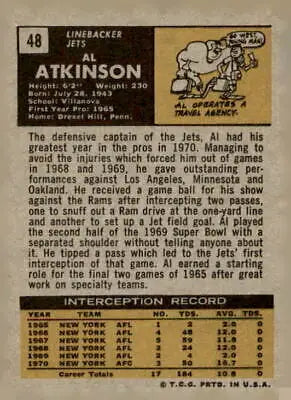 48
LINEBACKER
JETS
AL
ATKINSON
Height: 6'2" Weight: 230
Born: July 28, 1943
School: Villanova
First Year Pro: 1965
Home: Drexel Hill, Penn.
GO WEST,
YOUNG MAN!
AL OPERATES A
TRAVEL AGENCY.
The defensive captain of the Jets, Al had his
greatest year in the pros in 1970. Managing to
avoid the injuries which forced him out of games
in 1968 and 1969, he gave outstanding perf-
ormances against Los Angeles, Minnesota and
Oakland. He received a game ball for his show
against the Rams after intercepting two passes,
one to snuff out a Ram drive at the one-yard line
and another to set up a Jet field goal. Al played
the second half of the 1969 Super Bowl with a
separated shoulder without telling anyone about
it. He tipped a pass which led to the Jets' first
interception of that game. Al earned a starting
role for the final two games of 1965 after great
work on specialty teams.
INTERCEPTION RECORD
YEAR TEAM NO. YDS. AVG. TD
1965 NEW YORK AFL 1 2 2.0 0
1966 NEW YORK AFL 4 48 12.0 0
1967 NEW YORK AFL 5 59 11.8 0
1968 NEW YORK AFL 2 24 12.0 0
1969 NEW YORK AFL 2 0
1970 NEW YORK AFC 3 0
Career Totals 17 184 10.8 0
© T.C.G. PRTD. IN U.S.A.